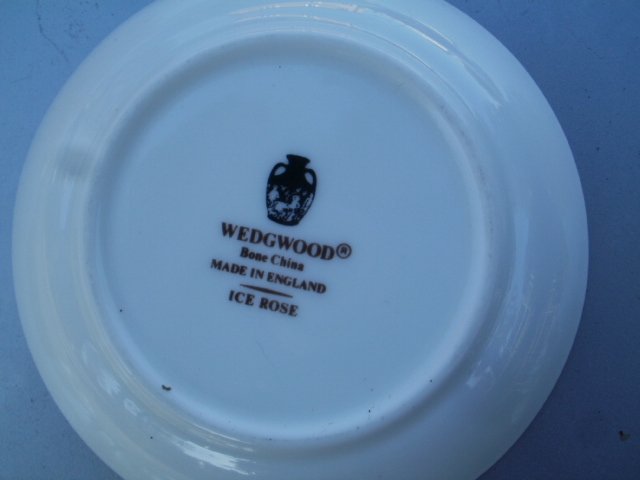 WEDGWOOD®
Bone China
MADE IN ENGLAND
ICE ROSE